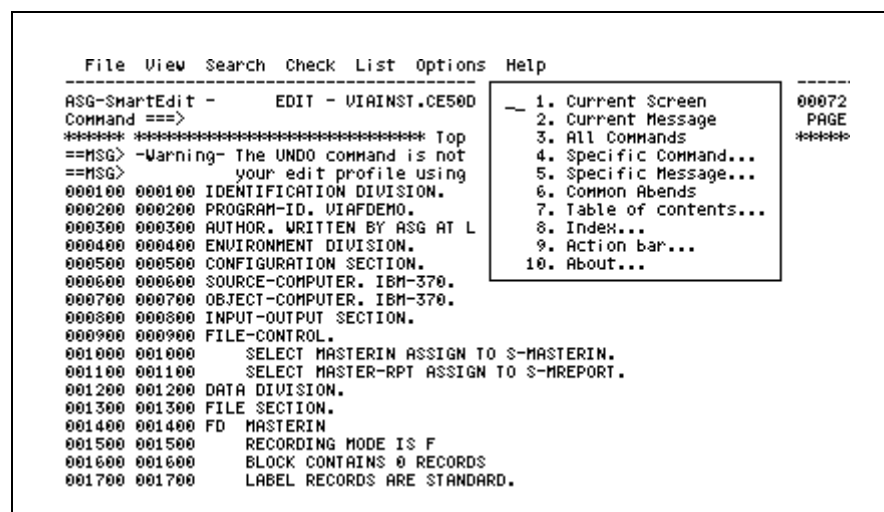 File View Search Check List Options Help
ASG-SmartEdit - EDIT - VIAINST.CE50D __ 1. Current Screen 00072
Command ===> 2. Current Message PAGE
****** ******************************* Top 3. All Commands ******
==MSG> -Warning- The UNDO command is not 4. Specific Command...
==MSG> your edit profile using 5. Specific Message...
000100 000100 IDENTIFICATION DIVISION. 6. Common Abends
000200 000200 PROGRAM-ID. VIAFDEMO. 7. Table of contents...
000300 000300 AUTHOR. WRITTEN BY ASG AT L 8. Index...
000400 000400 ENVIRONMENT DIVISION. 9. Action bar...
000500 000500 CONFIGURATION SECTION. 10. About...
000600 000600 SOURCE-COMPUTER. IBM-370.
000700 000700 OBJECT-COMPUTER. IBM-370.
000800 000800 INPUT-OUTPUT SECTION.
000900 000900 FILE-CONTROL.
001000 001000 SELECT MASTERIN ASSIGN TO S-MASTERIN.
001100 001100 SELECT MASTER-RPT ASSIGN TO S-MREPORT.
001200 001200 DATA DIVISION.
001300 001300 FILE SECTION.
001400 001400 FD MASTERIN
001500 001500 RECORDING MODE IS F
001600 001600 BLOCK CONTAINS 0 RECORDS
001700 001700 LABEL RECORDS ARE STANDARD.